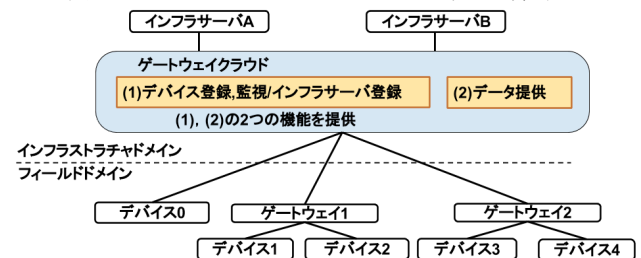 インフラサーバA
インフラサーバB
ゲートウェイクラウド
(1)デバイス登録,監視/インフラサーバ登録
(2)データ提供
(1), (2)の2つの機能を提供
インフラストラチャドメイン
フィールドドメイン
デバイス0
ゲートウェイ1
ゲートウェイ2
デバイス1
デバイス2
デバイス3
デバイス4